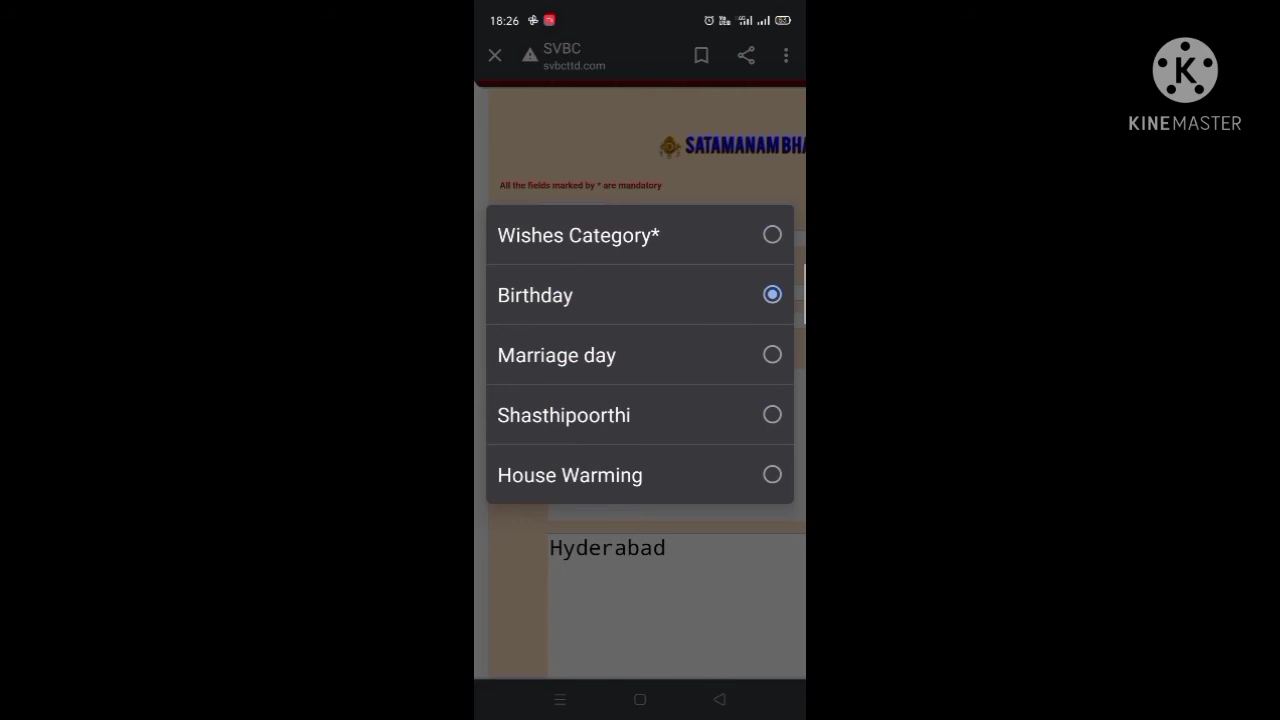 18:26
SVBC
svbcttd.com
KINEMASTER
SATAMANAM BHA
All the fields marked by * are mandatory
Wishes Category*
Birthday
Marriage day
Shasthipoorthi
House Warming
Hyderabad